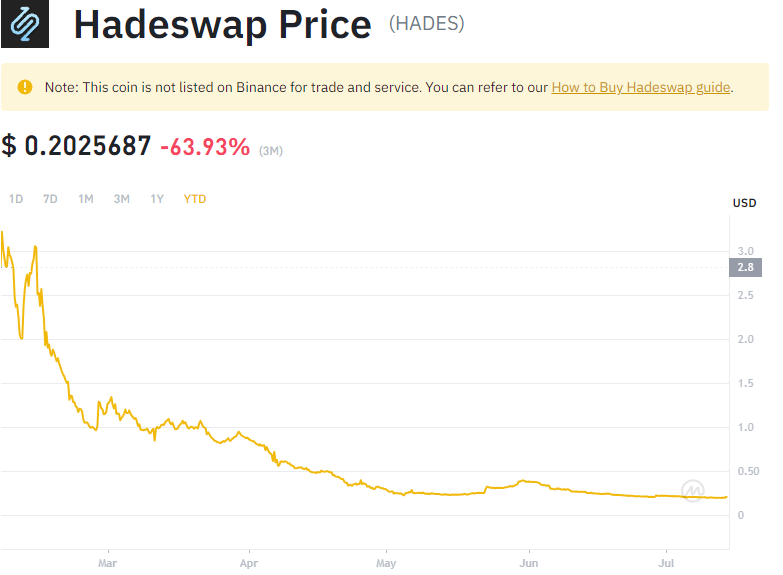 Hadeswap Price (HADES)
Note: This coin is not listed on Binance for trade and service. You can refer to our How to Buy Hadeswap guide.
$ 0.2025687 -63.93% (3M)
1D 7D 1M 3M 1Y YTD
USD
3.0
2.8
2.5
2.0
1.5
1.0
0.50
0
Mar Apr May Jun Jul